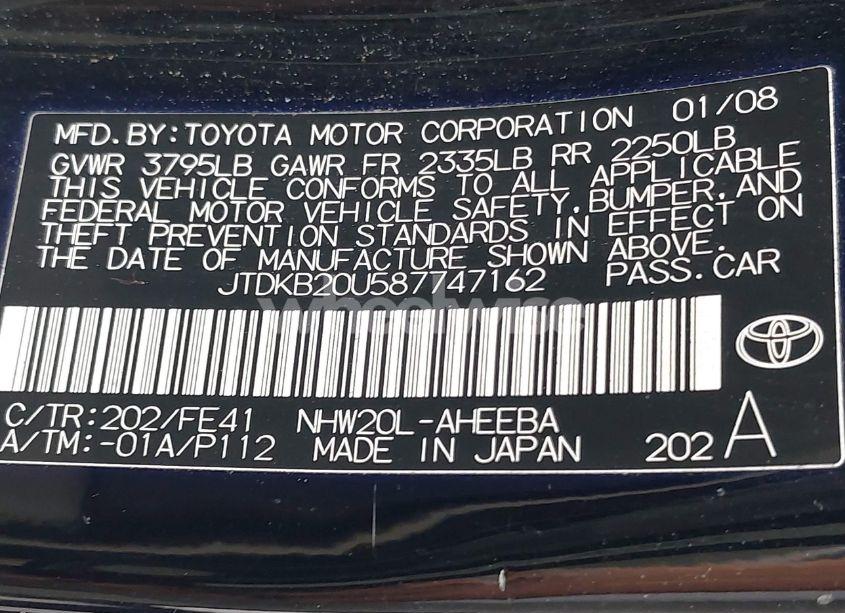 MFD.BY:TOYOTA MOTOR CORPORATION 01/08
GVWR 3795LB GAWR FR 2335LB RR 2250LB
THIS VEHICLE CONFORMS TO ALL APPLICABLE
FEDERAL MOTOR VEHICLE SAFETY,BUMPER,AND
THEFT PREVENTION STANDARDS IN EFFECT ON
THE DATE OF MANUFACTURE SHOWN ABOVE.
JTDKB20U587747162 PASS.CAR
wheelwise
C/TR:202/FE41 NHW20L-AHEEBA
A/TM:-01A/P112 MADE IN JAPAN 202 A